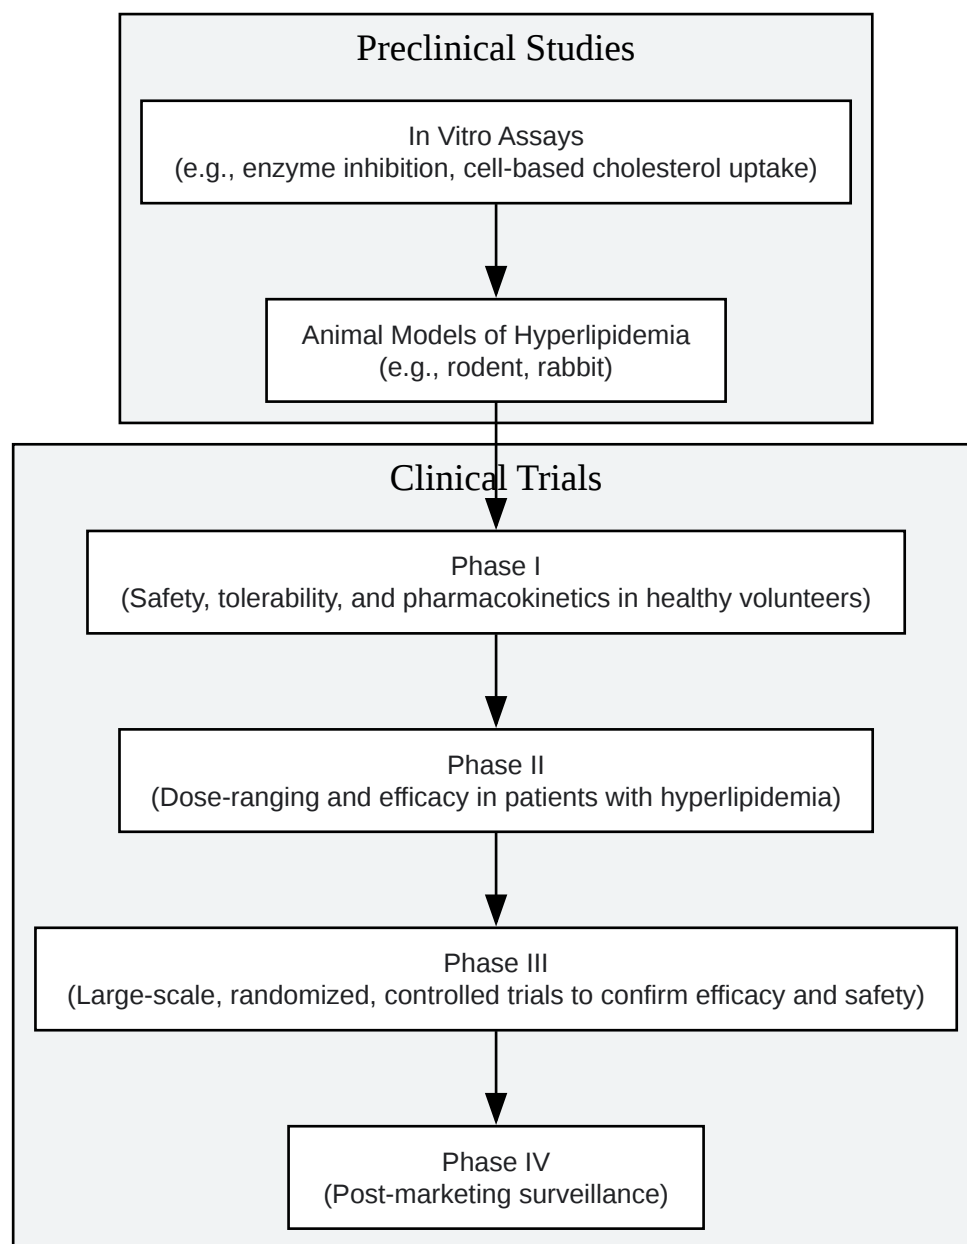 Preclinical Studies
In Vitro Assays
(e.g., enzyme inhibition, cell-based cholesterol uptake)
Animal Models of Hyperlipidemia
(e.g., rodent, rabbit)
Clinical Trials
Phase I
(Safety, tolerability, and pharmacokinetics in healthy volunteers)
Phase II
(Dose-ranging and efficacy in patients with hyperlipidemia)
Phase III
(Large-scale, randomized, controlled trials to confirm efficacy and safety)
Phase IV
(Post-marketing surveillance)